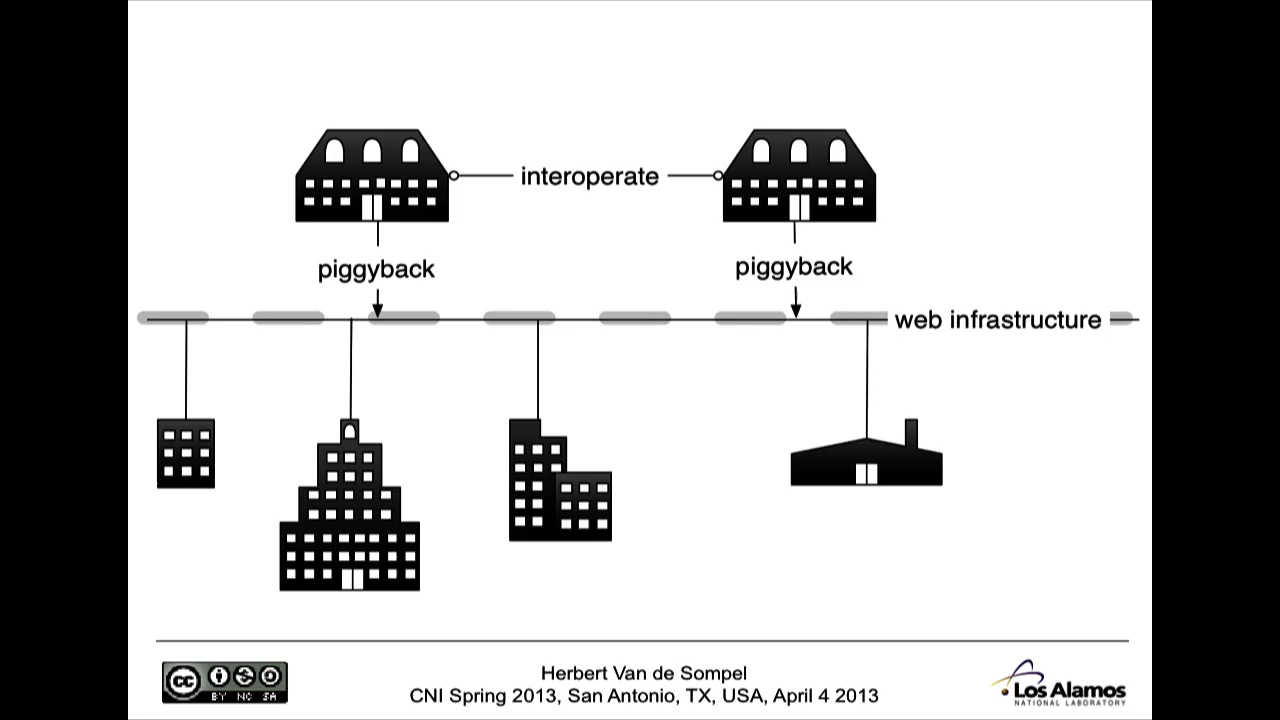 interoperate
piggyback
piggyback
web infrastructure
cc
BY NC SA
Herbert Van de Sompel
CNI Spring 2013, San Antonio, TX, USA, April 4 2013
Los Alamos
NATIONAL LABORATORY